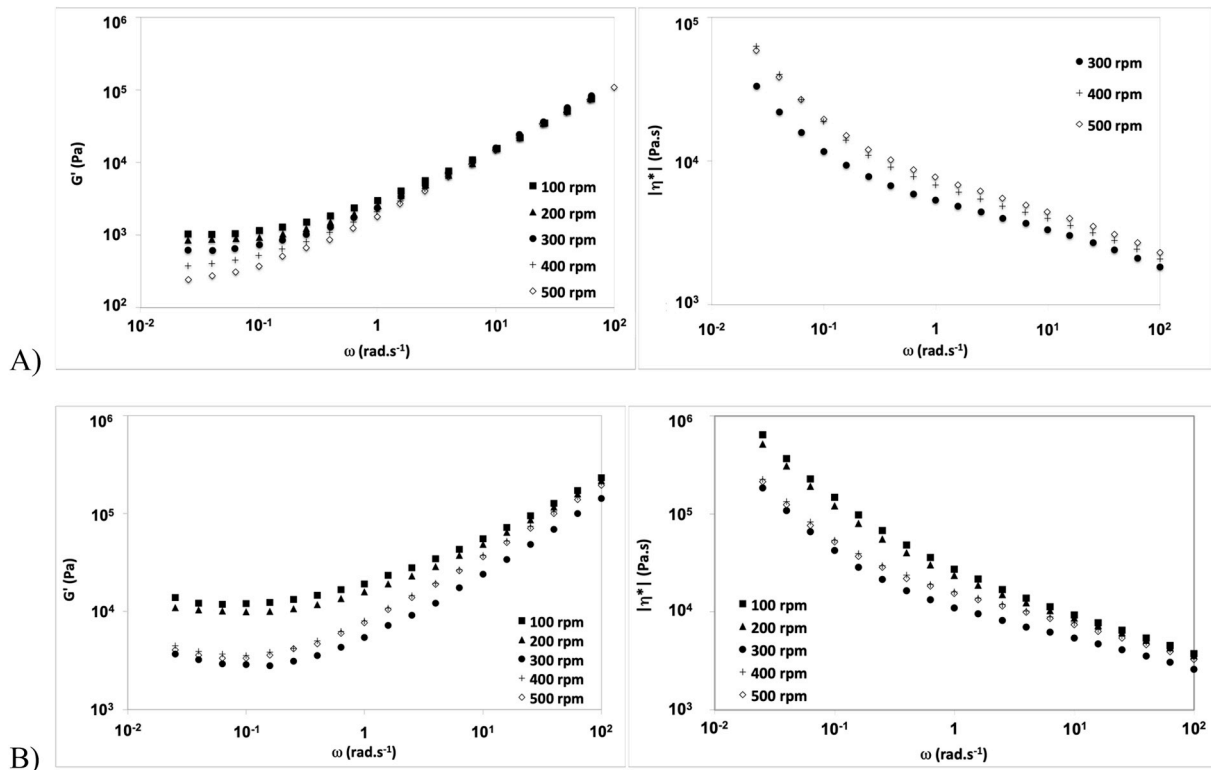 10⁶
10⁵
10⁴
10³
10²
G' (Pa)
10⁻² 10⁻¹ 1 10¹ 10²
ω (rad.s⁻¹)
■ 100 rpm
▲ 200 rpm
● 300 rpm
+ 400 rpm
◇ 500 rpm
10⁵
10⁴
10³
|η*| (Pa.s)
10⁻² 10⁻¹ 1 10¹ 10²
ω (rad.s⁻¹)
● 300 rpm
+ 400 rpm
◇ 500 rpm
A)
10⁶
10⁵
10⁴
10³
G' (Pa)
10⁻² 10⁻¹ 1 10¹ 10²
ω (rad.s⁻¹)
■ 100 rpm
▲ 200 rpm
● 300 rpm
+ 400 rpm
◇ 500 rpm
10⁶
10⁵
10⁴
10³
|η*| (Pa.s)
10⁻² 10⁻¹ 1 10¹ 10²
ω (rad.s⁻¹)
■ 100 rpm
▲ 200 rpm
● 300 rpm
+ 400 rpm
◇ 500 rpm
B)